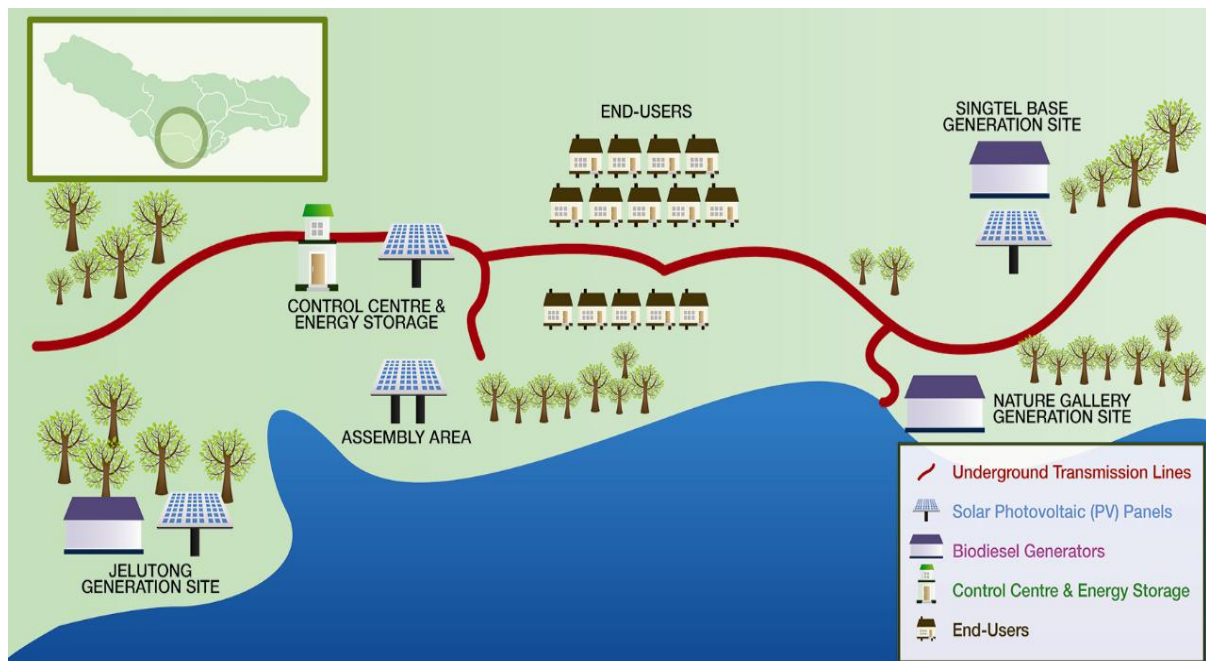 END-USERS
SINGTEL BASE
GENERATION SITE
CONTROL CENTRE &
ENERGY STORAGE
ASSEMBLY AREA
NATURE GALLERY
GENERATION SITE
JELUTONG
GENERATION SITE
Underground Transmission Lines
Solar Photovoltaic (PV) Panels
Biodiesel Generators
Control Centre & Energy Storage
End-Users